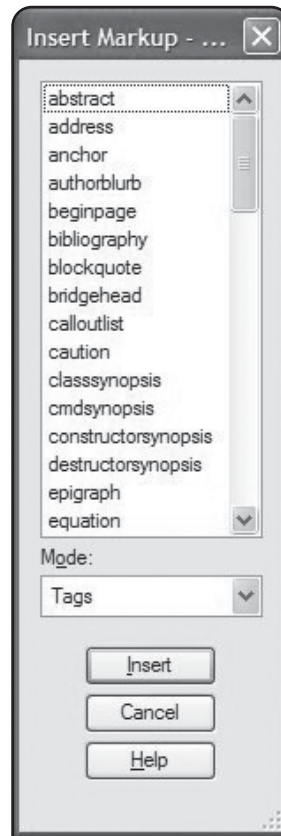 Insert Markup - ...
abstract
address
anchor
authorblurb
beginpage
bibliography
blockquote
bridgehead
calloutlist
caution
classsynopsis
cmdsynopsis
constructorsynopsis
destructorsynopsis
epigraph
equation
Mode:
Tags
Insert
Cancel
Help